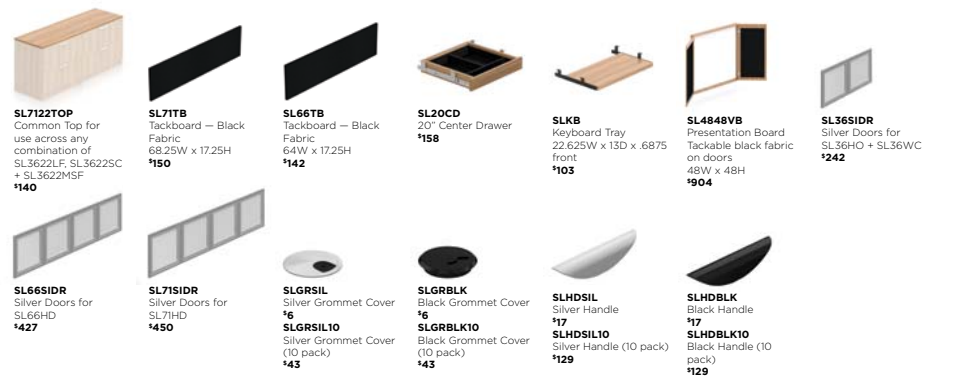 SL7122TOP
Common Top for
use across any
combination of
SL3622LF, SL3622SC
+ SL3622MSF
$140
SL71TB
Tackboard — Black
Fabric
68.25W x 17.25H
$150
SL66TB
Tackboard — Black
Fabric
64W x 17.25H
$142
SL20CD
20" Center Drawer
$158
SLKB
Keyboard Tray
22.625W x 13D x .6875
front
$103
SL4848VB
Presentation Board
Tackable black fabric
on doors
48W x 48H
$904
SL36SIDR
Silver Doors for
SL36HO + SL36WC
$242
SL66SIDR
Silver Doors for
SL66HD
$427
SL71SIDR
Silver Doors for
SL71HD
$450
SLGRSIL
Silver Grommet Cover
$6
SLGRSIL10
Silver Grommet Cover
(10 pack)
$43
SLGRBLK
Black Grommet Cover
$6
SLGRBLK10
Black Grommet Cover
(10 pack)
$43
SLHDSIL
Silver Handle
$17
SLHDSIL10
Silver Handle (10 pack)
$129
SLHDBLK
Black Handle
$17
SLHDBLK10
Black Handle (10
pack)
$129